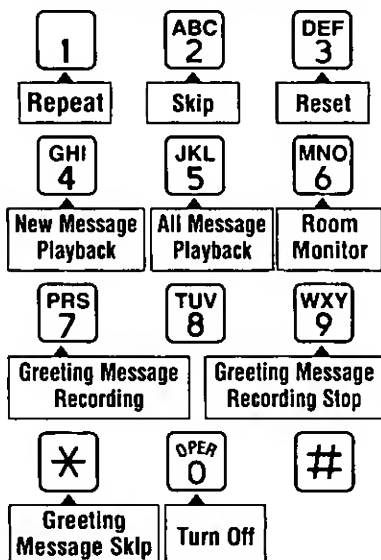 1
ABC
2
DEF
3
Repeat
Skip
Reset
GHI
4
JKL
5
MNO
6
New Message
Playback
All Message
Playback
Room
Monitor
PRS
7
TUV
8
WXY
9
Greeting Message
Recording
Greeting Message
Recording Stop
*
OPER
0
#
Greeting
Message Skip
Turn Off